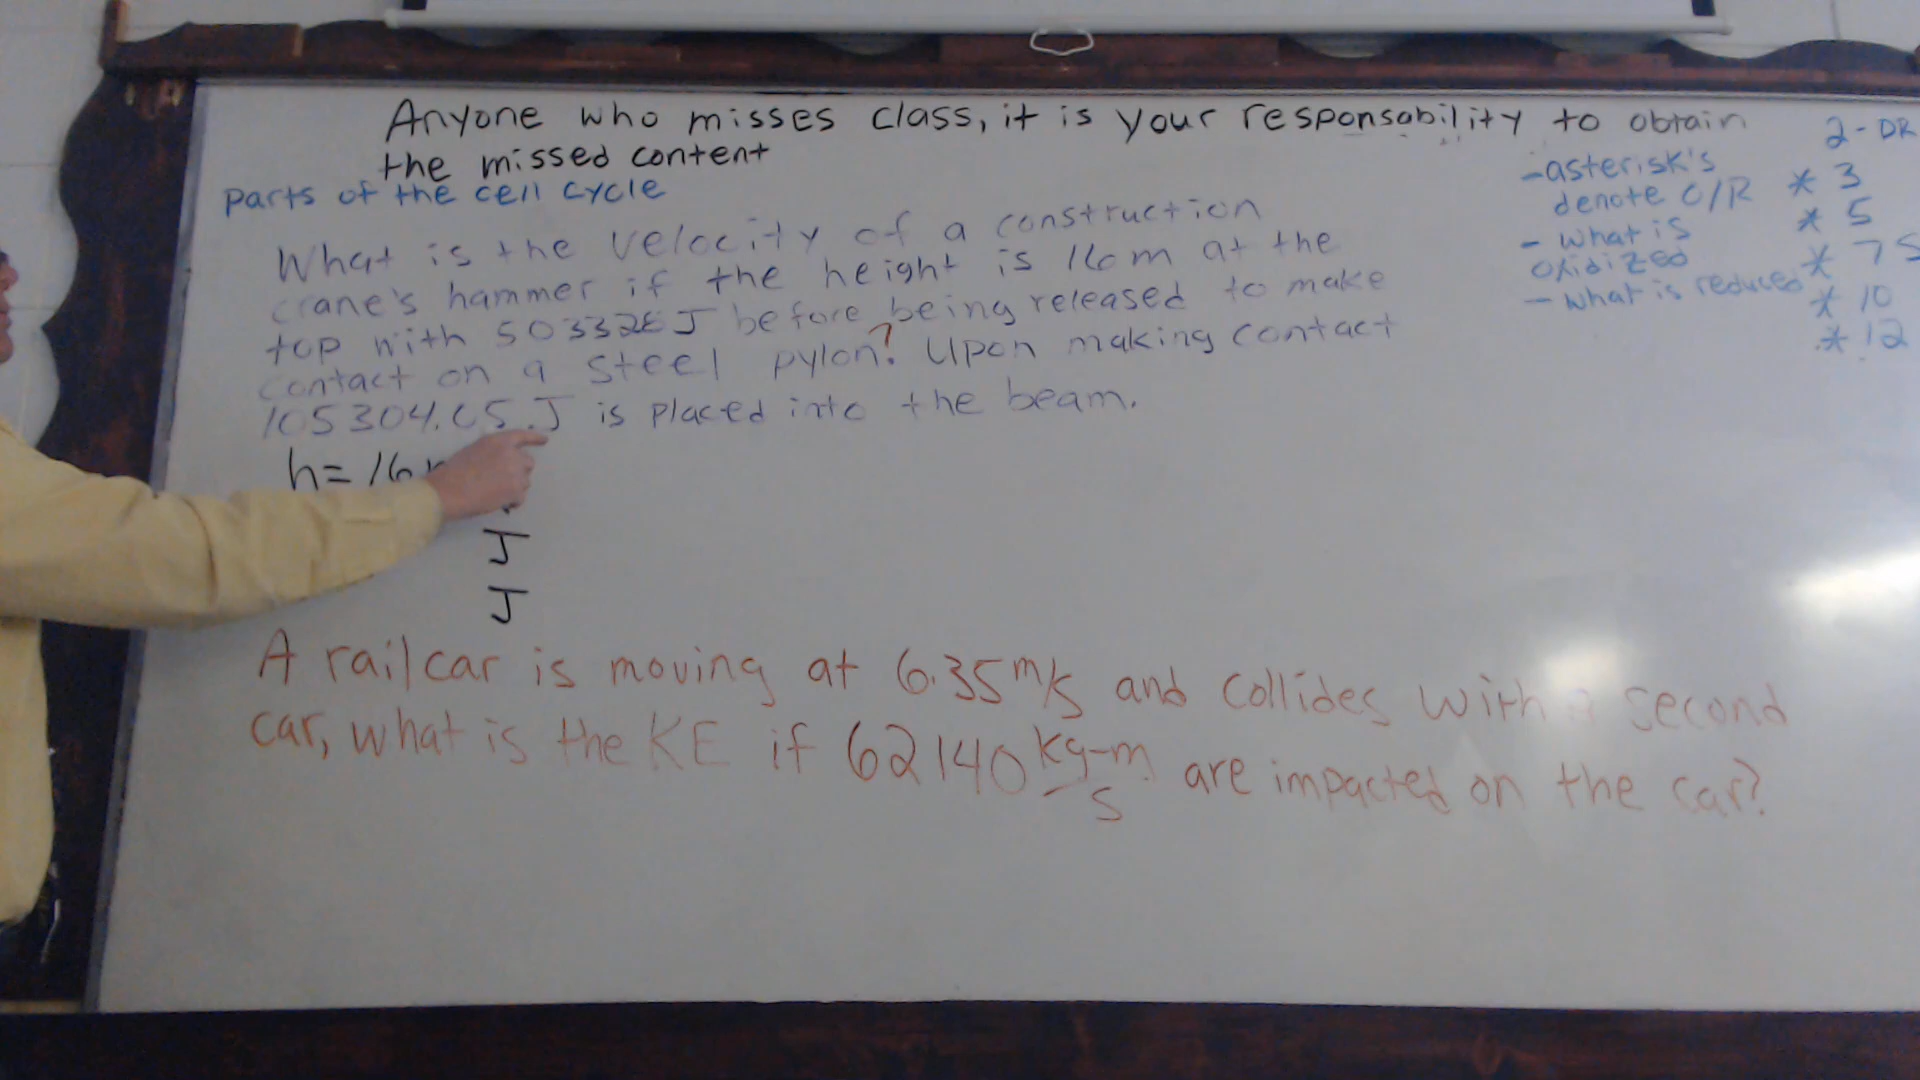 Anyone who misses class, it is your responsability to obtain
the missed content
Parts of the cell cycle
What is the velocity of a construction
crane's hammer if the height is 16m at the
top with 503328J before being released to make
contact on a steel pylon? Upon making contact
105304.05J is placed into the beam.
h=16
J
J
A railcar is moving at 6.35 m/s and collides with a second
car, what is the KE if 62140 kg-m/s are impacted on the car?
2-DR
-asterisk's
denote O/R
- what is
oxidized
- what is reduced
* 3
* 5
* 7 5
* 10
* 12